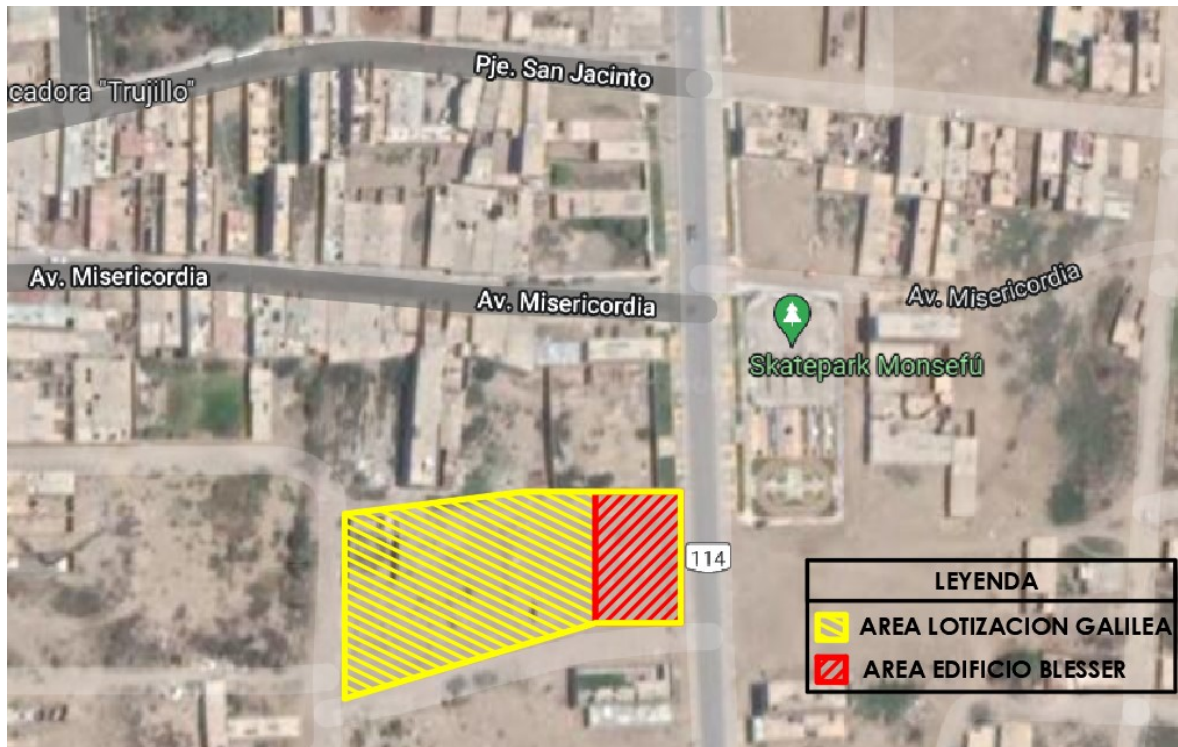 Pje. San Jacinto
cadora "Trujillo"
Av. Misericordia
Av. Misericordia
Av. Misericordia
Skatepark Monsefú
114
LEYENDA
AREA LOTIZACION GALILEA
AREA EDIFICIO BLESSER